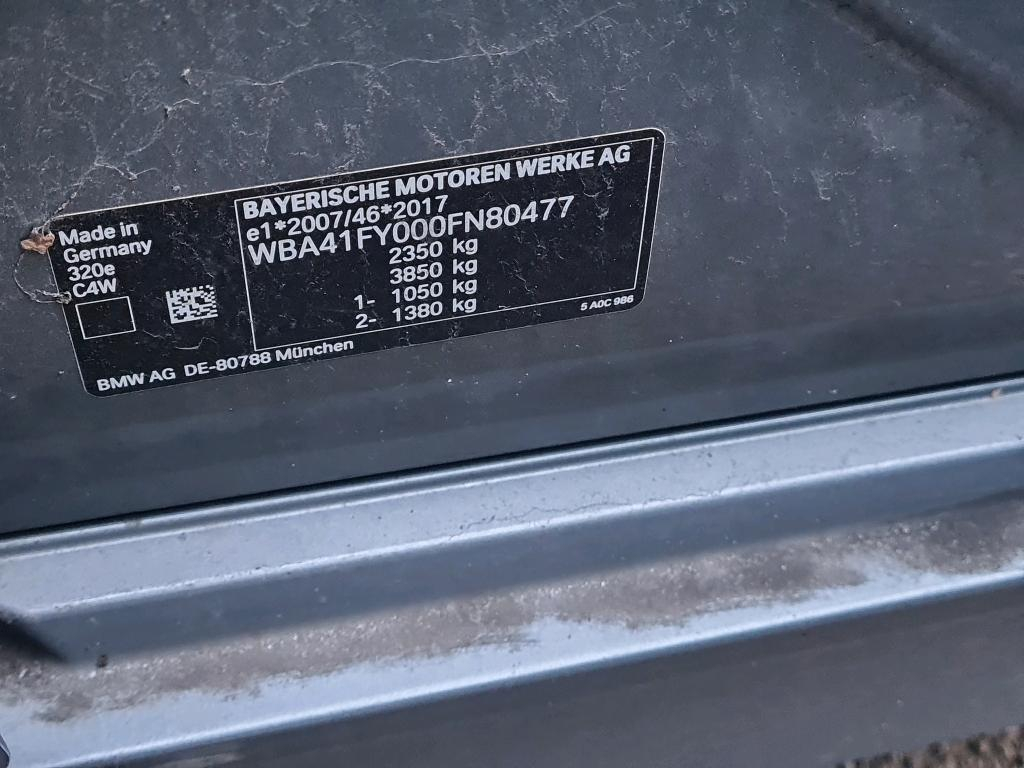 Made in
Germany
320e
C4W
BAYERISCHE MOTOREN WERKE AG
e1*2007/46*2017
WBA41FY000FN80477
2350 kg
3850 kg
1- 1050 kg
2- 1380 kg
5 A0C 986
BMW AG DE-80788 München